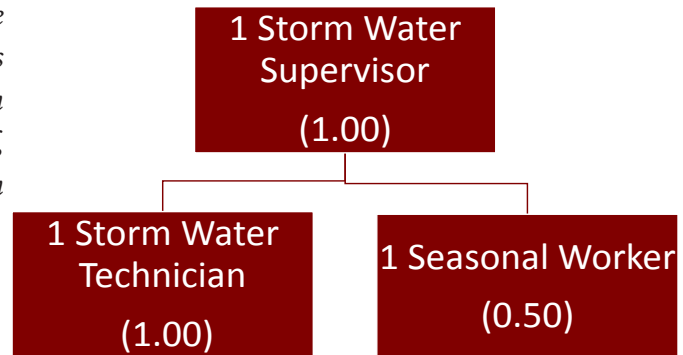 e
s
n
n
1 Storm Water
Supervisor
(1.00)
1 Storm Water
Technician
(1.00)
1 Seasonal Worker
(0.50)